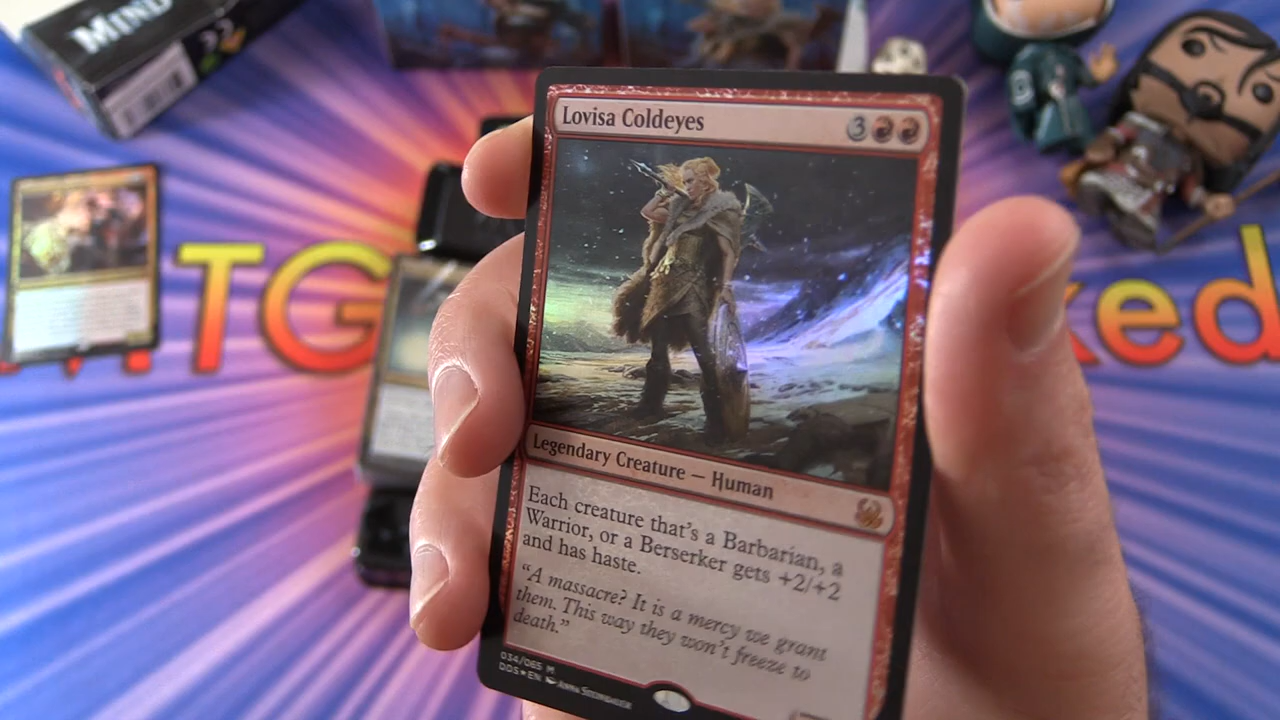 MIND
TG
ked
Lovisa Coldeyes
3
Legendary Creature — Human
Each creature that's a Barbarian, a
Warrior, or a Berserker gets +2/+2
and has haste.
"A massacre? It is a mercy we grant
them. This way they won't freeze to
death."
034/065 M
DDS★EN